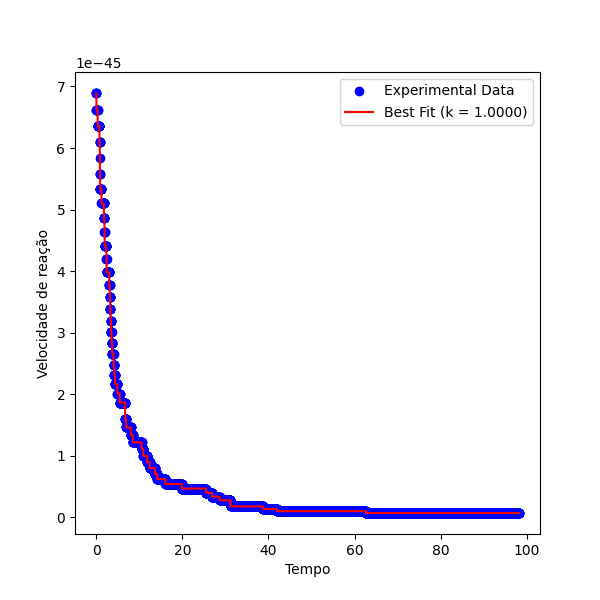 1e−45
Experimental Data
Best Fit (k = 1.0000)
7
6
5
4
3
2
1
0
Velocidade de reação
0 20 40 60 80 100
Tempo